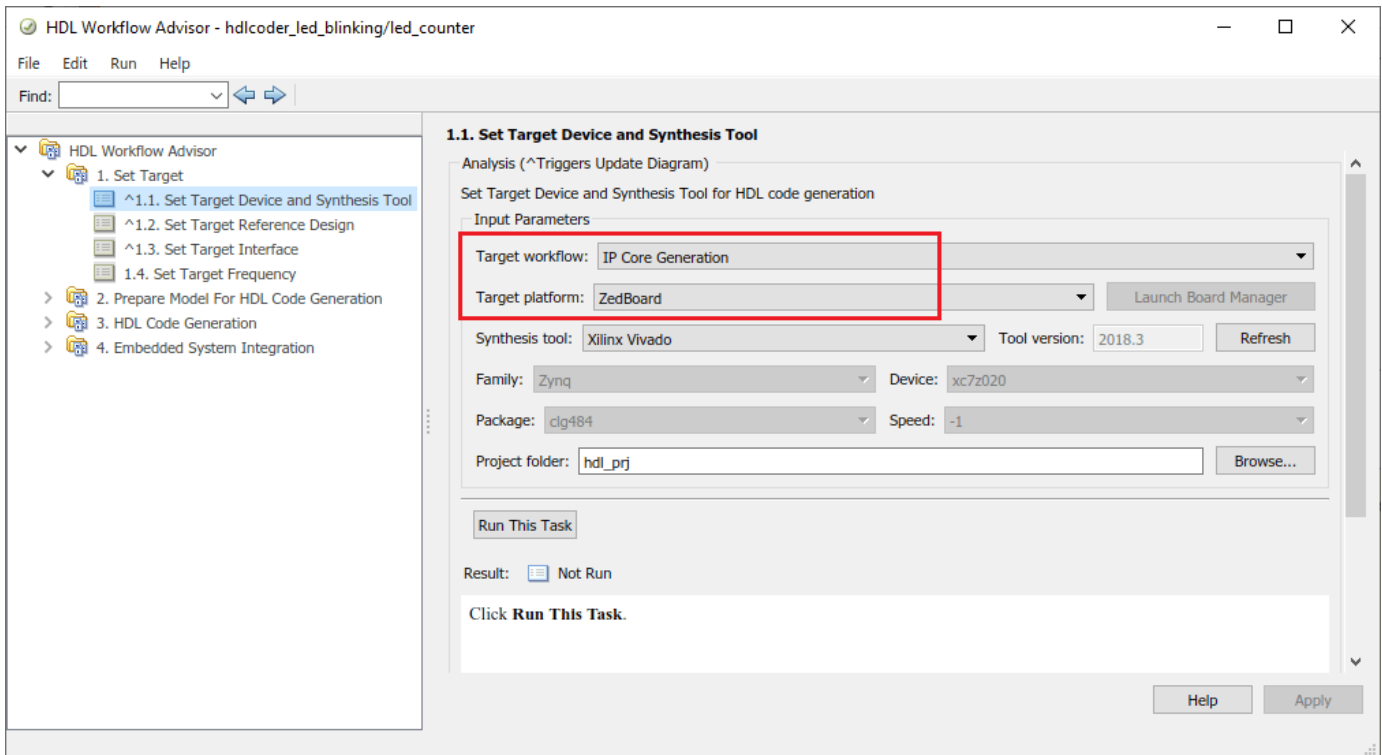 HDL Workflow Advisor - hdlcoder_led_blinking/led_counter
File Edit Run Help
Find:
HDL Workflow Advisor
1. Set Target
^1.1. Set Target Device and Synthesis Tool
^1.2. Set Target Reference Design
^1.3. Set Target Interface
1.4. Set Target Frequency
2. Prepare Model For HDL Code Generation
3. HDL Code Generation
4. Embedded System Integration
1.1. Set Target Device and Synthesis Tool
Analysis (^Triggers Update Diagram)
Set Target Device and Synthesis Tool for HDL code generation
Input Parameters
Target workflow: IP Core Generation
Target platform: ZedBoard Launch Board Manager
Synthesis tool: Xilinx Vivado Tool version: 2018.3 Refresh
Family: Zynq Device: xc7z020
Package: clg484 Speed: -1
Project folder: hdl_prj Browse...
Run This Task
Result: Not Run
Click Run This Task.
Help Apply